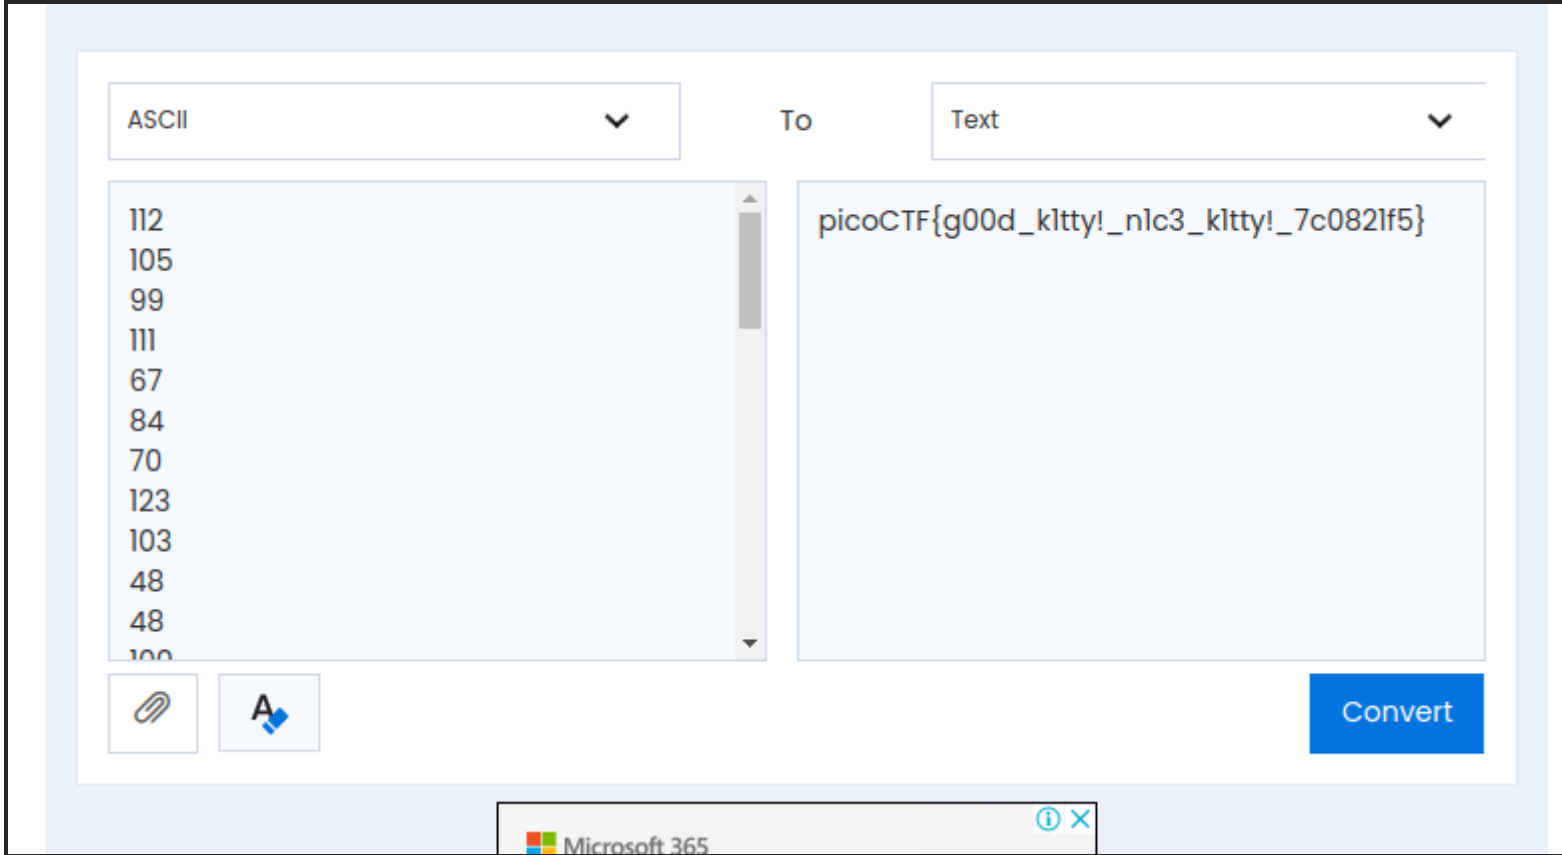 ASCII To Text
112
105
99
111
67
84
70
123
103
48
48
100
picoCTF{g00d_k1tty!_n1c3_k1tty!_7c0821f5}
A
Convert
Microsoft 365